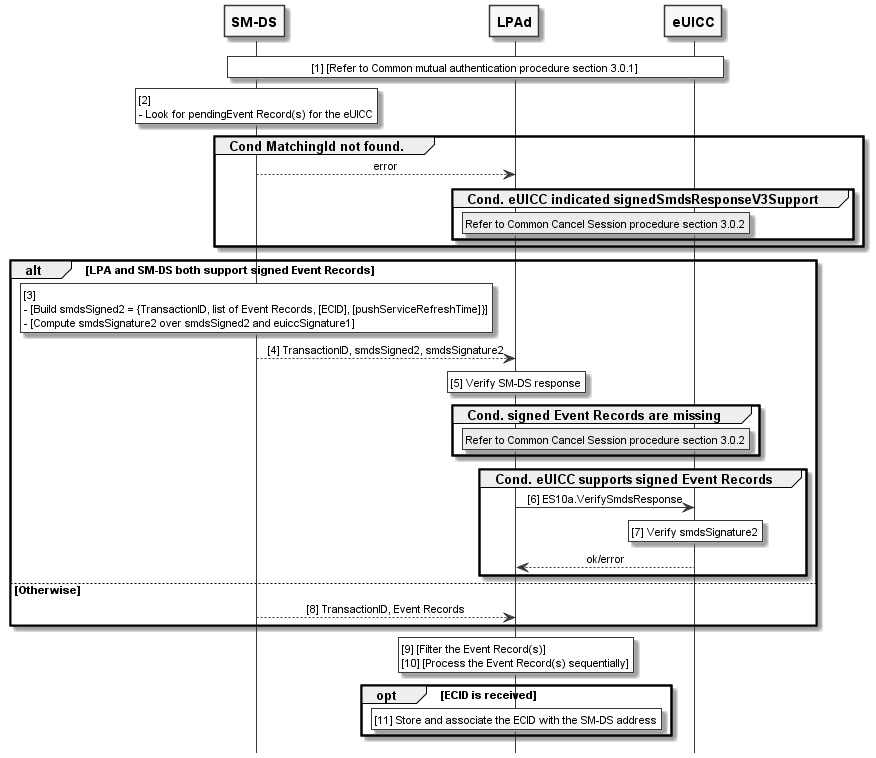 SM-DS LPAd eUICC
[1] [Refer to Common mutual authentication procedure section 3.0.1]
[2]
- Look for pendingEvent Record(s) for the eUICC
Cond MatchingId not found.
error
Cond. eUICC indicated signedSmdsResponseV3Support
Refer to Common Cancel Session procedure section 3.0.2
alt [LPA and SM-DS both support signed Event Records]
[3]
- [Build smdsSigned2 = {TransactionID, list of Event Records, [ECID], [pushServiceRefreshTime]}]
- [Compute smdsSignature2 over smdsSigned2 and euiccSignature1]
[4] TransactionID, smdsSigned2, smdsSignature2
[5] Verify SM-DS response
Cond. signed Event Records are missing
Refer to Common Cancel Session procedure section 3.0.2
Cond. eUICC supports signed Event Records
[6] ES10a.VerifySmdsResponse
[7] Verify smdsSignature2
ok/error
[Otherwise]
[8] TransactionID, Event Records
[9] [Filter the Event Record(s)]
[10] [Process the Event Record(s) sequentially]
opt [ECID is received]
[11] Store and associate the ECID with the SM-DS address